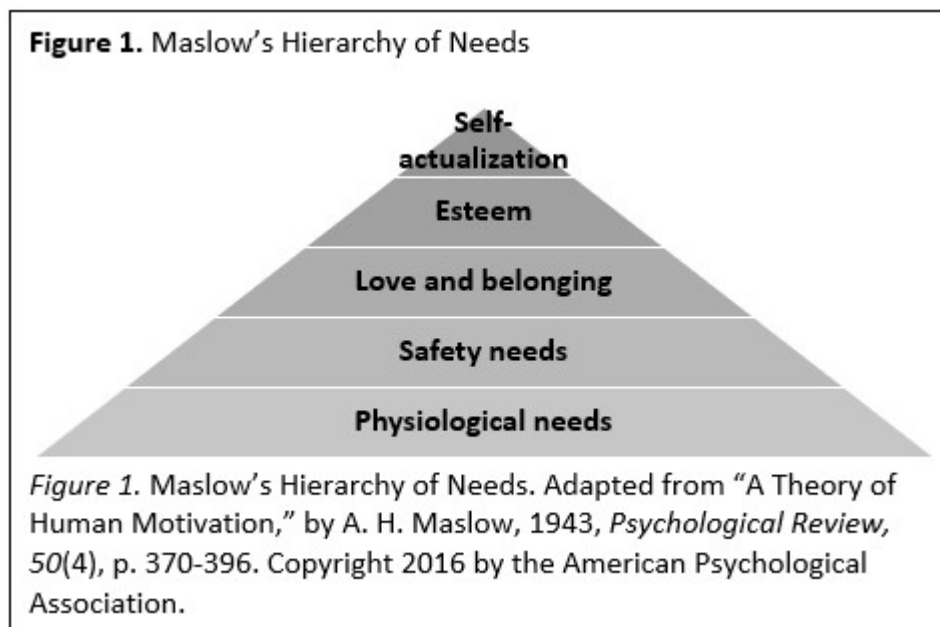 Figure 1. Maslow’s Hierarchy of Needs
Self-
actualization
Esteem
Love and belonging
Safety needs
Physiological needs
Figure 1. Maslow’s Hierarchy of Needs. Adapted from “A Theory of
Human Motivation,” by A. H. Maslow, 1943, Psychological Review,
50(4), p. 370-396. Copyright 2016 by the American Psychological
Association.